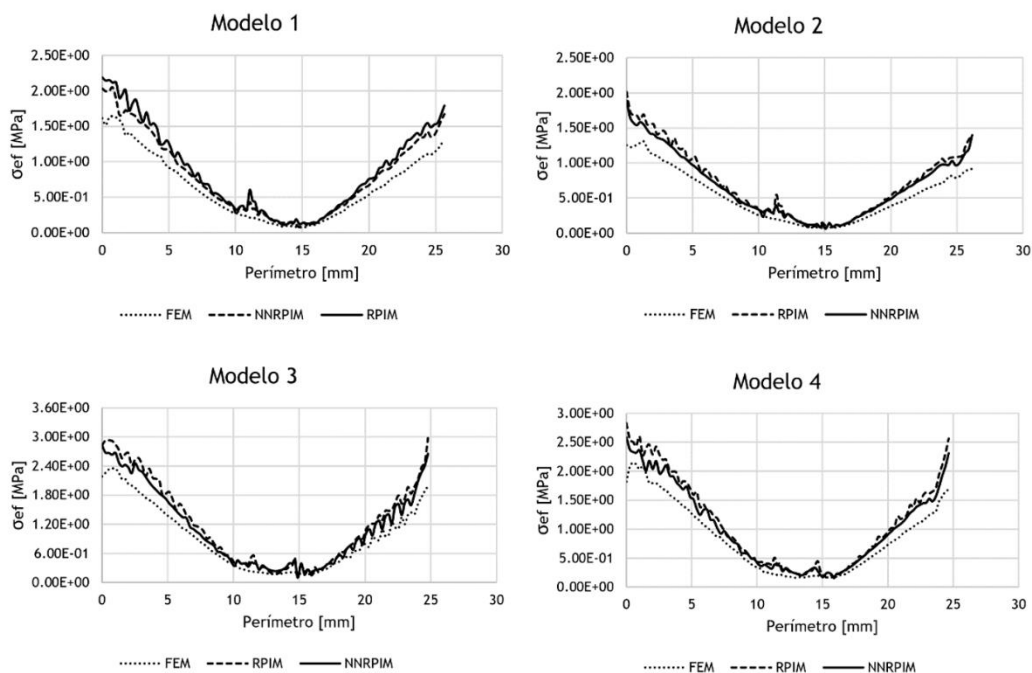 Modelo 1
2.50E+00
2.00E+00
1.50E+00
1.00E+00
5.00E-01
0.00E+00
σef [MPa]
0 5 10 15 20 25 30
Perímetro [mm]
FEM NNRPIM RPIM
Modelo 2
2.50E+00
2.00E+00
1.50E+00
1.00E+00
5.00E-01
0.00E+00
σef [MPa]
0 5 10 15 20 25 30
Perímetro [mm]
FEM RPIM NNRPIM
Modelo 3
3.60E+00
3.00E+00
2.40E+00
1.80E+00
1.20E+00
6.00E-01
0.00E+00
σef [MPa]
0 5 10 15 20 25 30
Perímetro [mm]
FEM RPIM NNRPIM
Modelo 4
3.00E+00
2.50E+00
2.00E+00
1.50E+00
1.00E+00
5.00E-01
0.00E+00
σef [MPa]
0 5 10 15 20 25 30
Perímetro [mm]
FEM RPIM NNRPIM